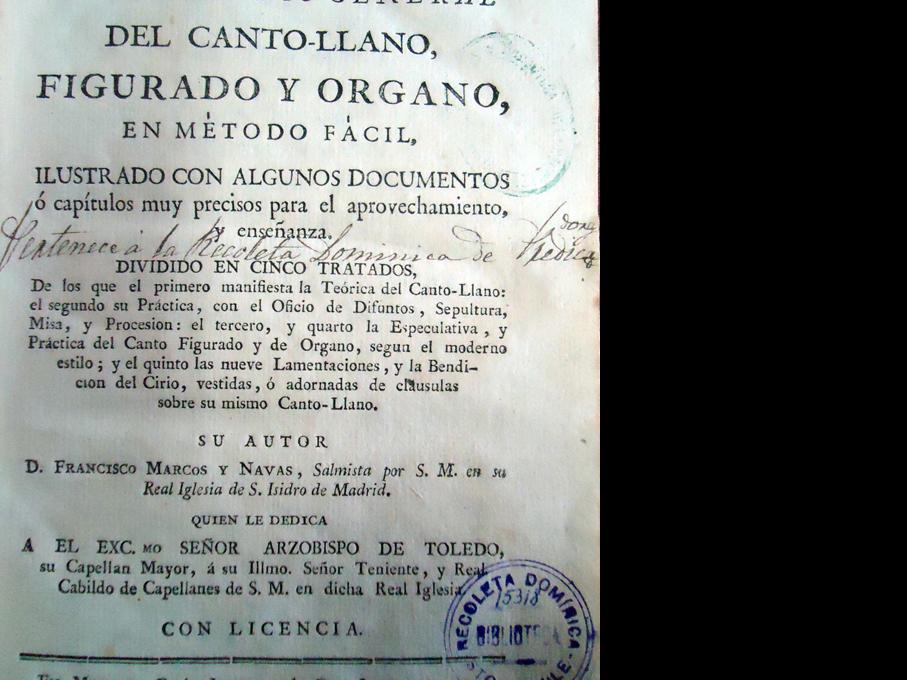 GENERAL
DEL CANTO-LLANO,
FIGURADO Y ORGANO,
EN MÉTODO FÁCIL,
ILUSTRADO CON ALGUNOS DOCUMENTOS
ó capítulos muy precisos para el aprovechamiento,
y enseñanza.
Pertenece à la Recoleta Dominica de
DIVIDIDO EN CINCO TRATADOS,
De los que el primero manifiesta la Teórica del Canto-Llano:
el segundo su Práctica, con el Oficio de Difuntos, Sepultura,
Misa, y Procesion: el tercero, y quarto la Especulativa, y
Práctica del Canto Figurado y de Organo, segun el moderno
estilo; y el quinto las nueve Lamentaciones, y la Bendi-
cion del Cirio, vestidas, ó adornadas de cláusulas
sobre su mismo Canto-Llano.
SU AUTOR
D. FRANCISCO MARCOS Y NAVAS, Salmista por S. M. en su
Real Iglesia de S. Isidro de Madrid.
QUIEN LE DEDICA
A EL EXC.MO SEÑOR ARZOBISPO DE TOLEDO,
su Capellan Mayor, á su Illmo. Señor Teniente, y Real
Cabildo de Capellanes de S. M. en dicha Real Iglesia.
CON LICENCIA.
RECOLETA DOMÍNICA
15318
BIBLIOTECA